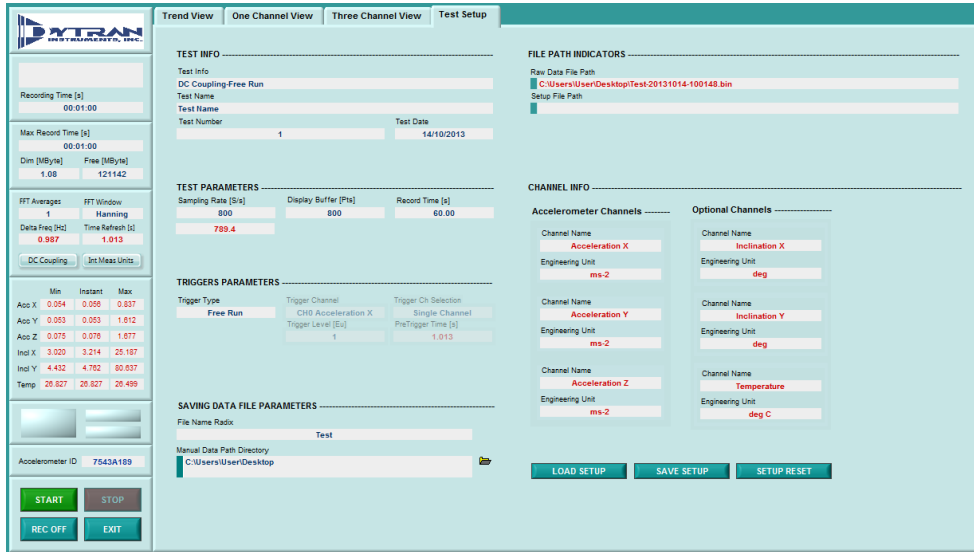 DYTRAN
INSTRUMENTS, INC.
Recording Time [s]
00:01:00
Max Record Time [s]
00:01:00
Dim [MByte] Free [MByte]
1.08 121142
FFT Averages FFT Window
1 Hanning
Delta Freq [Hz] Time Refresh [s]
0.987 1.013
DC Coupling Int Meas Units
Min Instant Max
Acc X 0.054 0.056 0.837
Acc Y 0.053 0.053 1.612
Acc Z 0.075 0.076 1.677
Incl X 3.020 3.214 25.187
Incl Y 4.432 4.762 80.637
Temp 26.827 26.827 26.499
Accelerometer ID 7543A189
START STOP
REC OFF EXIT
Trend View One Channel View Three Channel View Test Setup
TEST INFO
Test Info
DC Coupling-Free Run
Test Name
Test Name
Test Number Test Date
1 14/10/2013
TEST PARAMETERS
Sampling Rate [S/s] Display Buffer [Pts] Record Time [s]
800 800 60.00
789.4
TRIGGERS PARAMETERS
Trigger Type Trigger Channel Trigger Ch Selection
Free Run CH0 Acceleration X Single Channel
Trigger Level [Eu] PreTrigger Time [s]
1 1.013
SAVING DATA FILE PARAMETERS
File Name Radix
Test
Manual Data Path Directory
C:\Users\User\Desktop
FILE PATH INDICATORS
Raw Data File Path
C:\Users\User\Desktop\Test-20131014-100148.bin
Setup File Path
CHANNEL INFO
Accelerometer Channels
Channel Name
Acceleration X
Engineering Unit
ms-2
Channel Name
Acceleration Y
Engineering Unit
ms-2
Channel Name
Acceleration Z
Engineering Unit
ms-2
Optional Channels
Channel Name
Inclination X
Engineering Unit
deg
Channel Name
Inclination Y
Engineering Unit
deg
Channel Name
Temperature
Engineering Unit
deg C
LOAD SETUP SAVE SETUP SETUP RESET